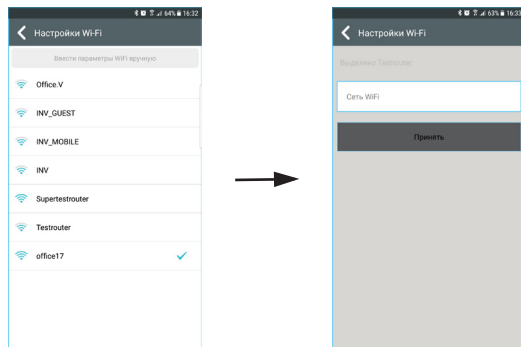 64% 16:32
Настройки Wi-Fi
Ввести параметры WiFi вручную
Office.V
INV_GUEST
INV_MOBILE
INV
Supertestrouter
Testrouter
office17
63% 16:33
Настройки Wi-Fi
Выделено Testrouter
Сеть WiFi
Принять